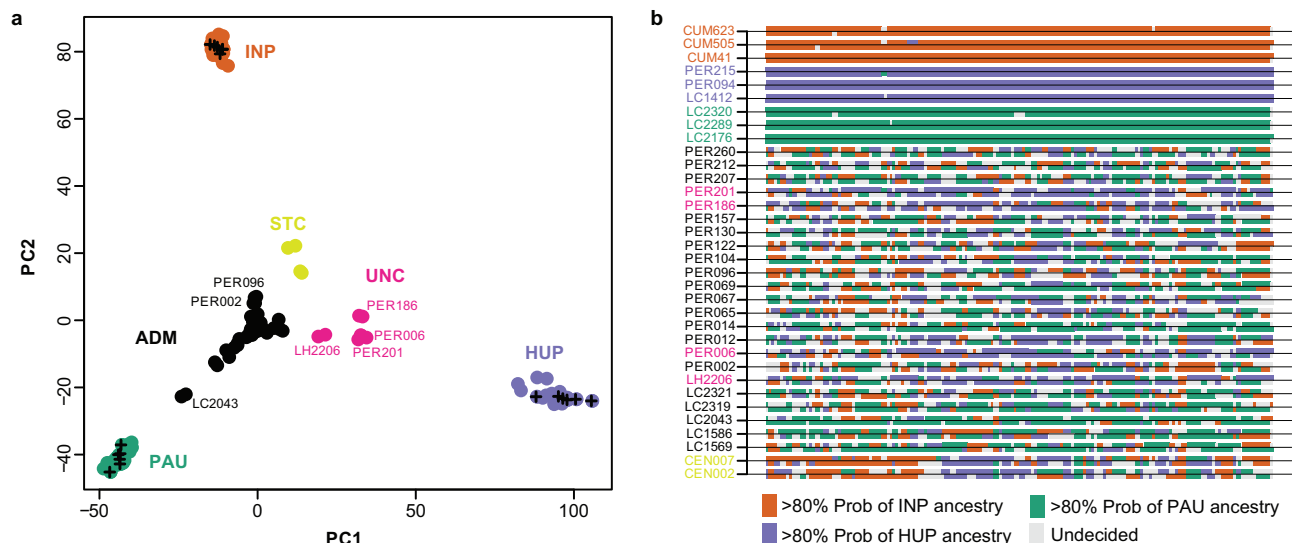 a
80
60
40
20
0
−20
−40
PC2
−50
0
50
100
PC1
INP
STC
UNC
PER096
PER002
PER186
ADM
PER006
LH2206
PER201
HUP
LC2043
PAU
b
CUM623
CUM505
CUM41
PER215
PER094
LC1412
LC2320
LC2289
LC2176
PER260
PER212
PER207
PER201
PER186
PER157
PER130
PER122
PER104
PER096
PER069
PER067
PER065
PER014
PER012
PER006
PER002
LH2206
LC2321
LC2319
LC2043
LC1586
LC1569
CEN007
CEN002
>80% Prob of INP ancestry
>80% Prob of PAU ancestry
>80% Prob of HUP ancestry
Undecided